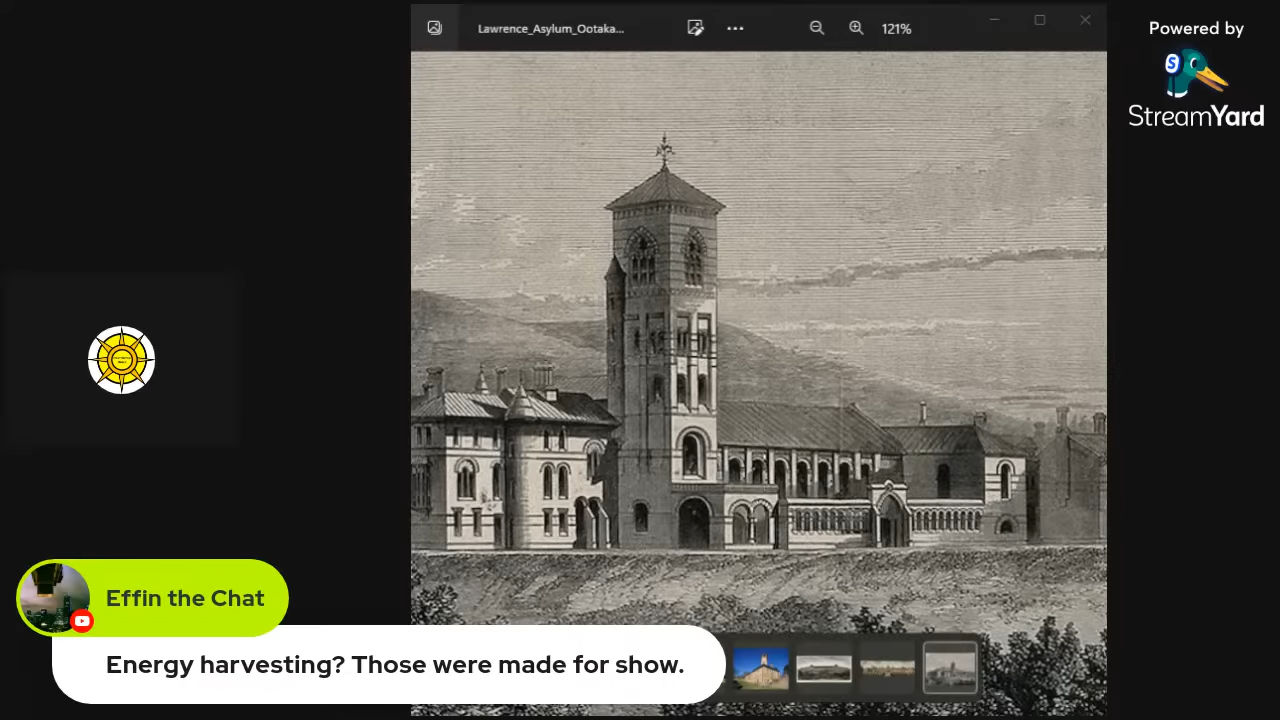 Lawrence_Asylum_Ootaka...
121%
Powered by
S
StreamYard
Effin the Chat
Energy harvesting? Those were made for show.